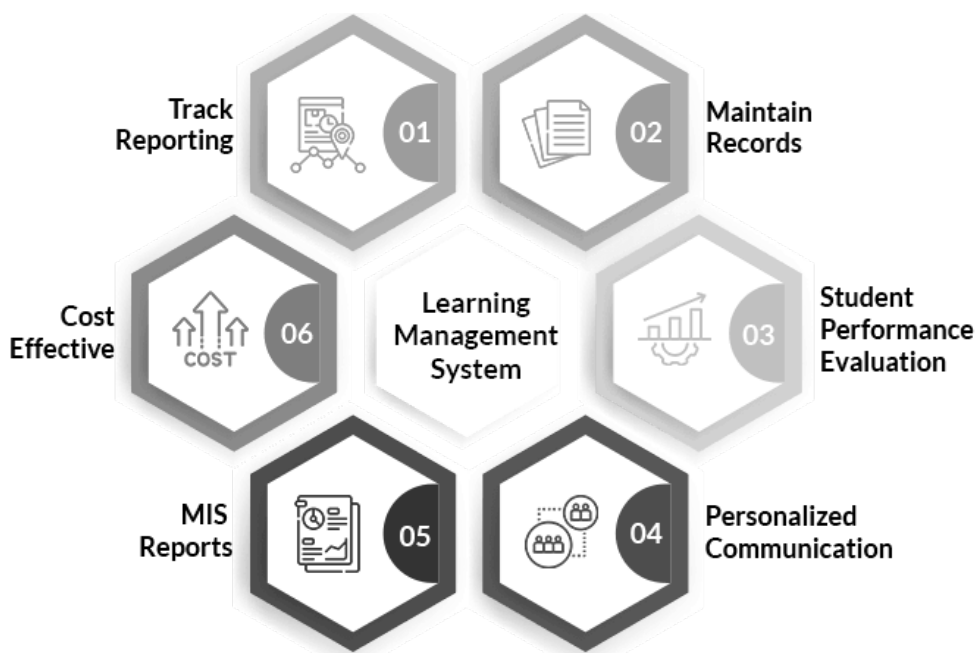 Track
Reporting
01
02
Maintain
Records
Cost
Effective
COST
06
Learning
Management
System
03
Student
Performance
Evaluation
MIS
Reports
05
04
Personalized
Communication